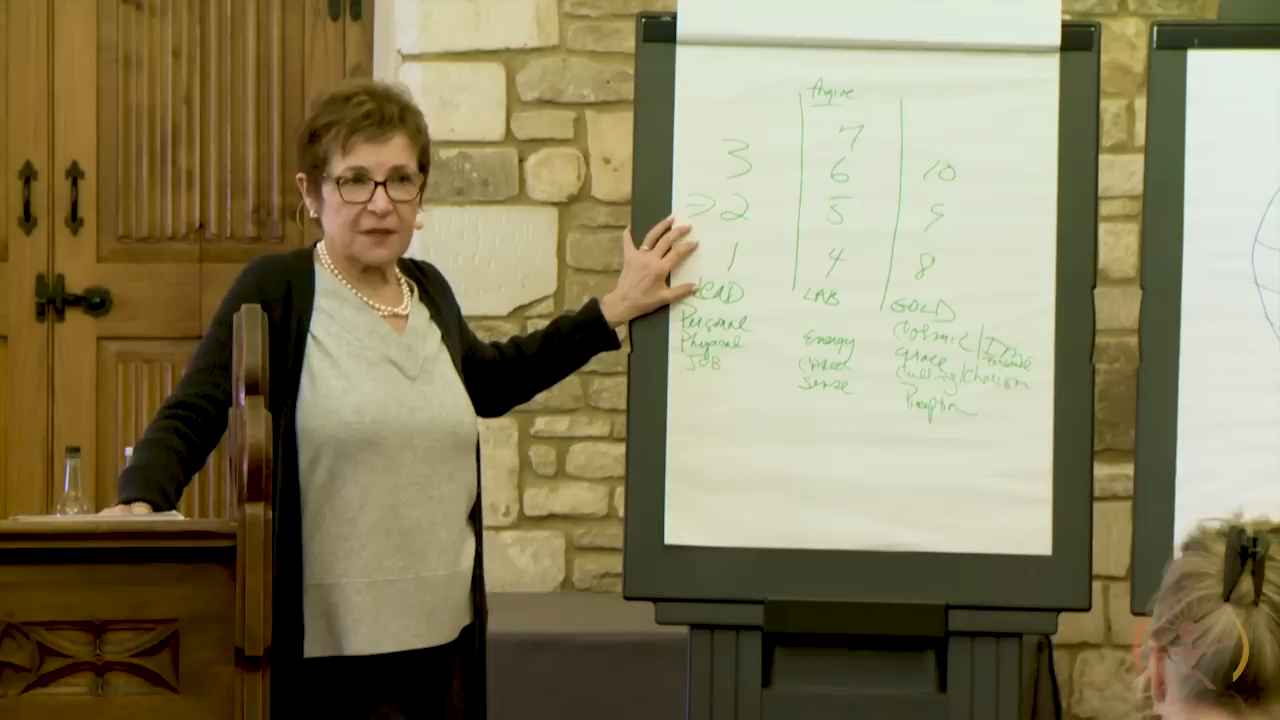 7
3 6 10
2 5 9
1 4 8
LEAD LAB GOLD
Personal Energy Cosmic
Physical Grace
JOB Sense Calling/Charism
Perception